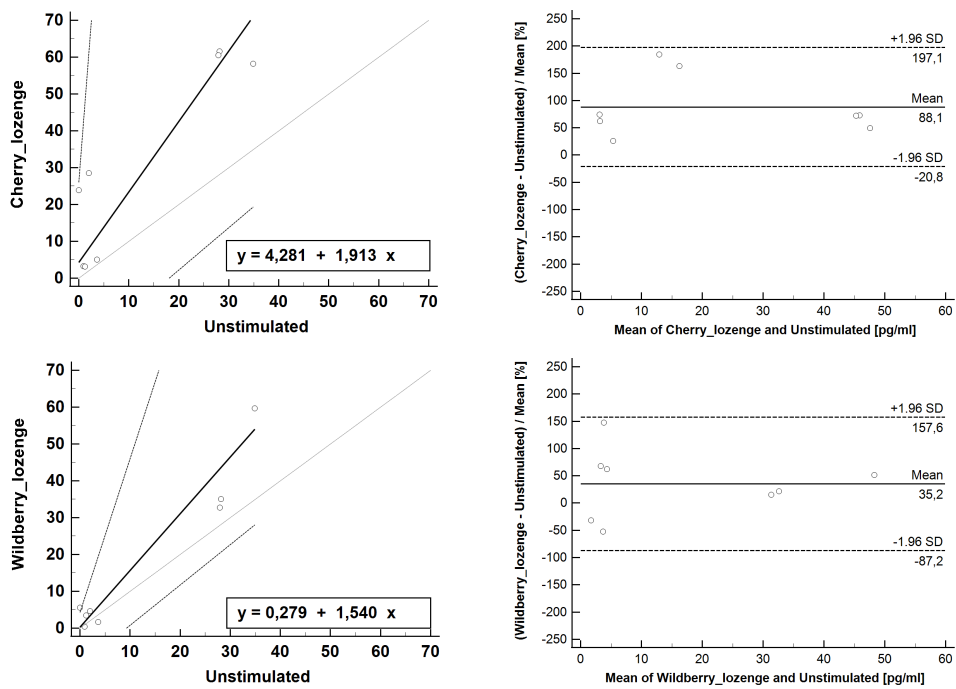 70
60
50
40
30
20
10
0
Cherry_lozenge
y = 4,281 + 1,913 x
0 10 20 30 40 50 60 70
Unstimulated
250
200
150
100
50
0
-50
-100
-150
-200
-250
(Cherry_lozenge - Unstimulated) / Mean [%]
+1.96 SD
197,1
Mean
88,1
-1.96 SD
-20,8
0 10 20 30 40 50 60
Mean of Cherry_lozenge and Unstimulated [pg/ml]
70
60
50
40
30
20
10
0
Wildberry_lozenge
y = 0,279 + 1,540 x
0 10 20 30 40 50 60 70
Unstimulated
250
200
150
100
50
0
-50
-100
-150
-200
-250
(Wildberry_lozenge - Unstimulated) / Mean [%]
+1.96 SD
157,6
Mean
35,2
-1.96 SD
-87,2
0 10 20 30 40 50 60
Mean of Wildberry_lozenge and Unstimulated [pg/ml]